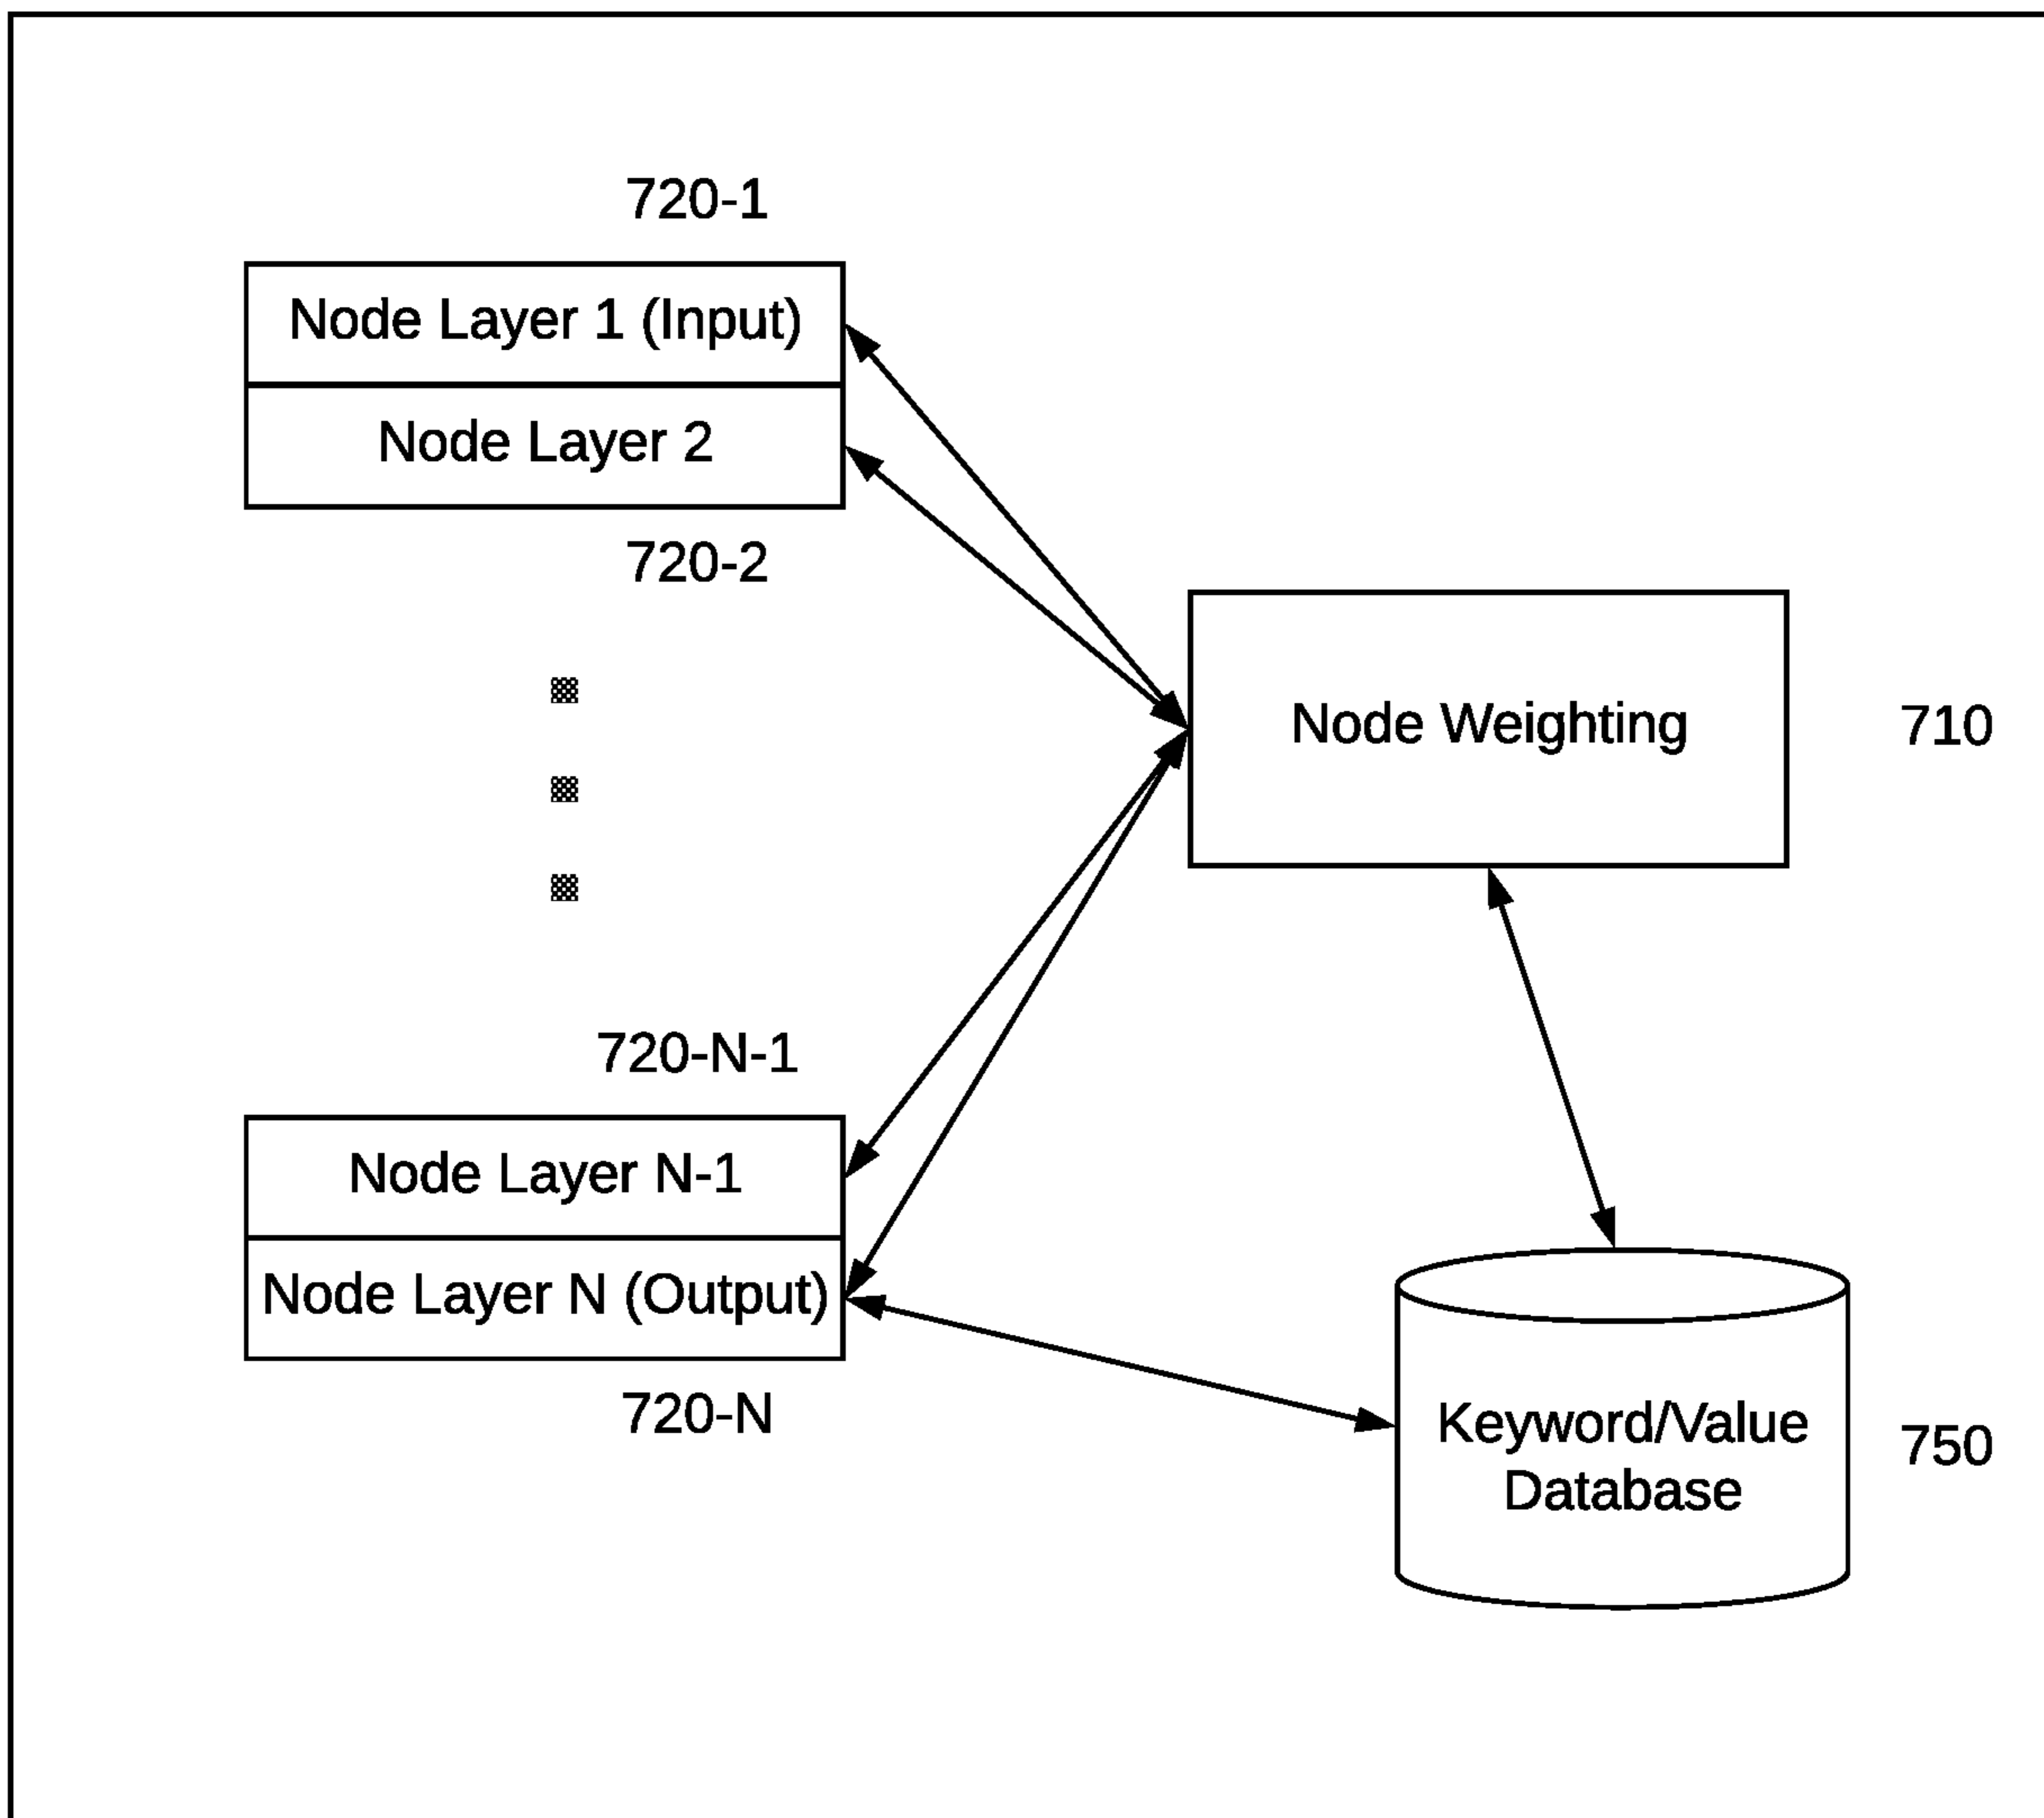 720-1
Node Layer 1 (Input)
Node Layer 2
720-2
Node Weighting
710
720-N-1
Node Layer N-1
Node Layer N (Output)
720-N
Keyword/Value
Database
750